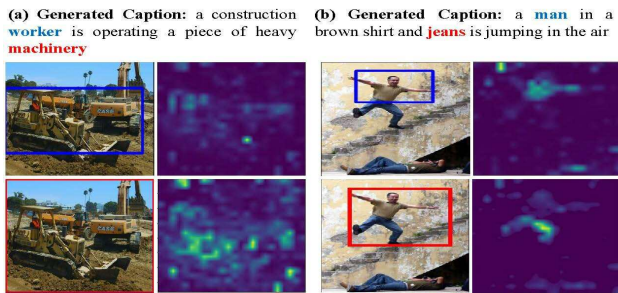 (a) Generated Caption: a construction
worker is operating a piece of heavy
machinery
(b) Generated Caption: a man in a
brown shirt and jeans is jumping in the air
CASE
CASE